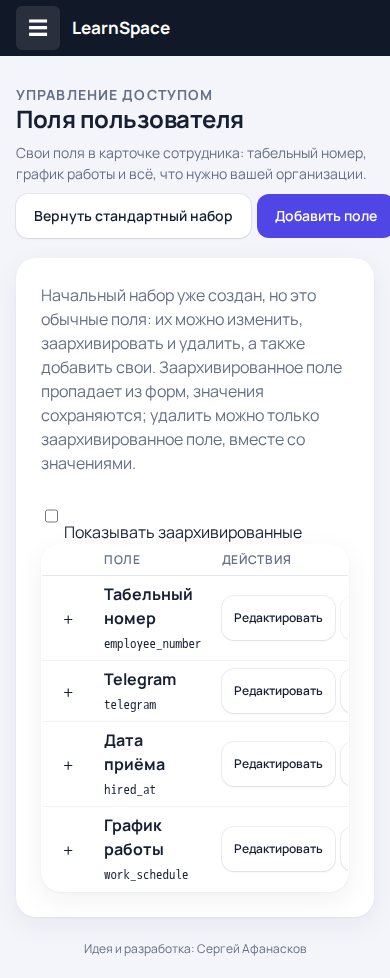 ☰ LearnSpace
УПРАВЛЕНИЕ ДОСТУПОМ
Поля пользователя
Свои поля в карточке сотрудника: табельный номер,
график работы и всё, что нужно вашей организации.
Вернуть стандартный набор Добавить поле
Начальный набор уже создан, но это
обычные поля: их можно изменить,
заархивировать и удалить, а также
добавить свои. Заархивированное поле
пропадает из форм, значения
сохраняются; удалить можно только
заархивированное поле, вместе со
значениями.
Показывать заархивированные
ПОЛЕ ДЕЙСТВИЯ
Табельный
номер
+ Редактировать
employee_number
Telegram
+ Редактировать
telegram
Дата
приёма
+ Редактировать
hired_at
График
работы
+ Редактировать
work_schedule
Идея и разработка: Сергей Афанасков